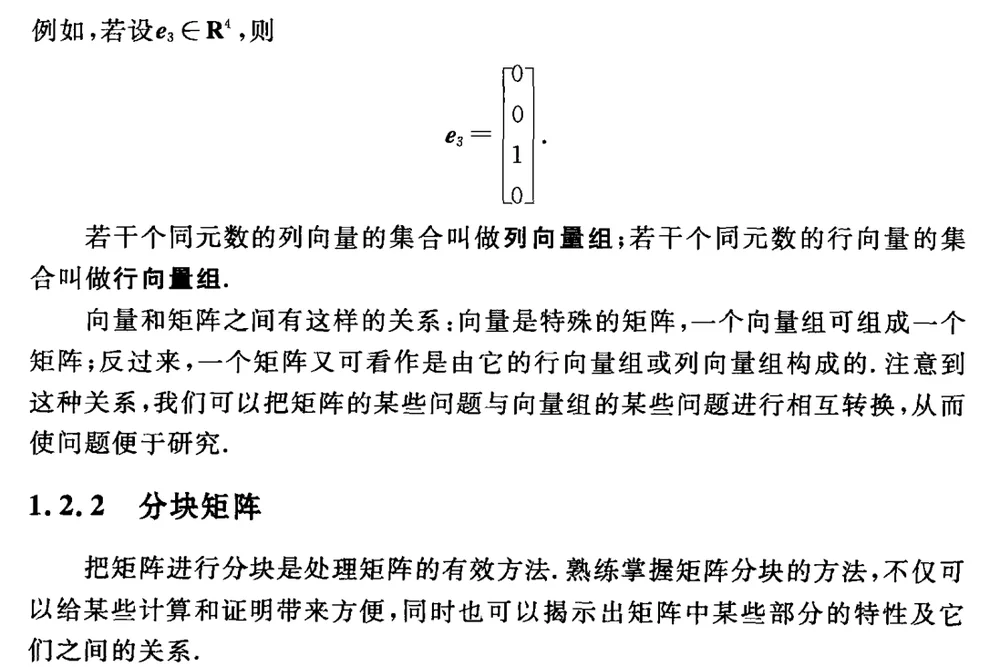 例如,若设e₃∈R⁴,则
0
0
e₃=
1
.
0
若干个同元数的列向量的集合叫做列向量组;若干个同元数的行向量的集
合叫做行向量组.
向量和矩阵之间有这样的关系:向量是特殊的矩阵,一个向量组可组成一个
矩阵;反过来,一个矩阵又可看作是由它的行向量组或列向量组构成的.注意到
这种关系,我们可以把矩阵的某些问题与向量组的某些问题进行相互转换,从而
使问题便于研究.
1.2.2 分块矩阵
把矩阵进行分块是处理矩阵的有效方法.熟练掌握矩阵分块的方法,不仅可
以给某些计算和证明带来方便,同时也可以揭示出矩阵中某些部分的特性及它
们之间的关系.